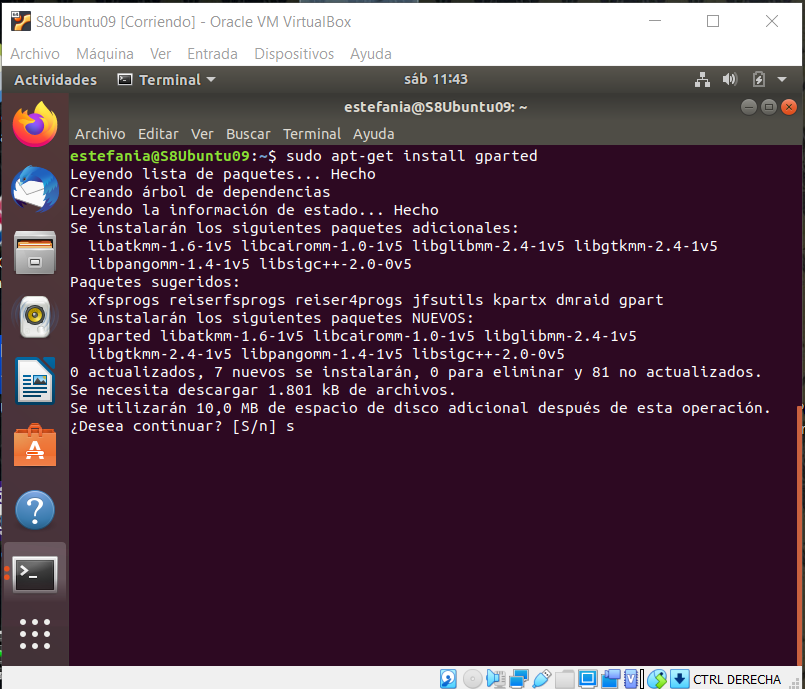 S8Ubuntu09 [Corriendo] - Oracle VM VirtualBox
Archivo Máquina Ver Entrada Dispositivos Ayuda
Actividades Terminal sáb 11:43
estefania@S8Ubuntu09: ~
Archivo Editar Ver Buscar Terminal Ayuda
estefania@S8Ubuntu09:~$ sudo apt-get install gparted
Leyendo lista de paquetes... Hecho
Creando árbol de dependencias
Leyendo la información de estado... Hecho
Se instalarán los siguientes paquetes adicionales:
libatkmm-1.6-1v5 libcairomm-1.0-1v5 libglibmm-2.4-1v5 libgtkmm-2.4-1v5
libpangomm-1.4-1v5 libsigc++-2.0-0v5
Paquetes sugeridos:
xfsprogs reiserfsprogs reiser4progs jfsutils kpartx dmraid gpart
Se instalarán los siguientes paquetes NUEVOS:
gparted libatkmm-1.6-1v5 libcairomm-1.0-1v5 libglibmm-2.4-1v5
libgtkmm-2.4-1v5 libpangomm-1.4-1v5 libsigc++-2.0-0v5
0 actualizados, 7 nuevos se instalarán, 0 para eliminar y 81 no actualizados.
Se necesita descargar 1.801 kB de archivos.
Se utilizarán 10,0 MB de espacio de disco adicional después de esta operación.
¿Desea continuar? [S/n] s
CTRL DERECHA